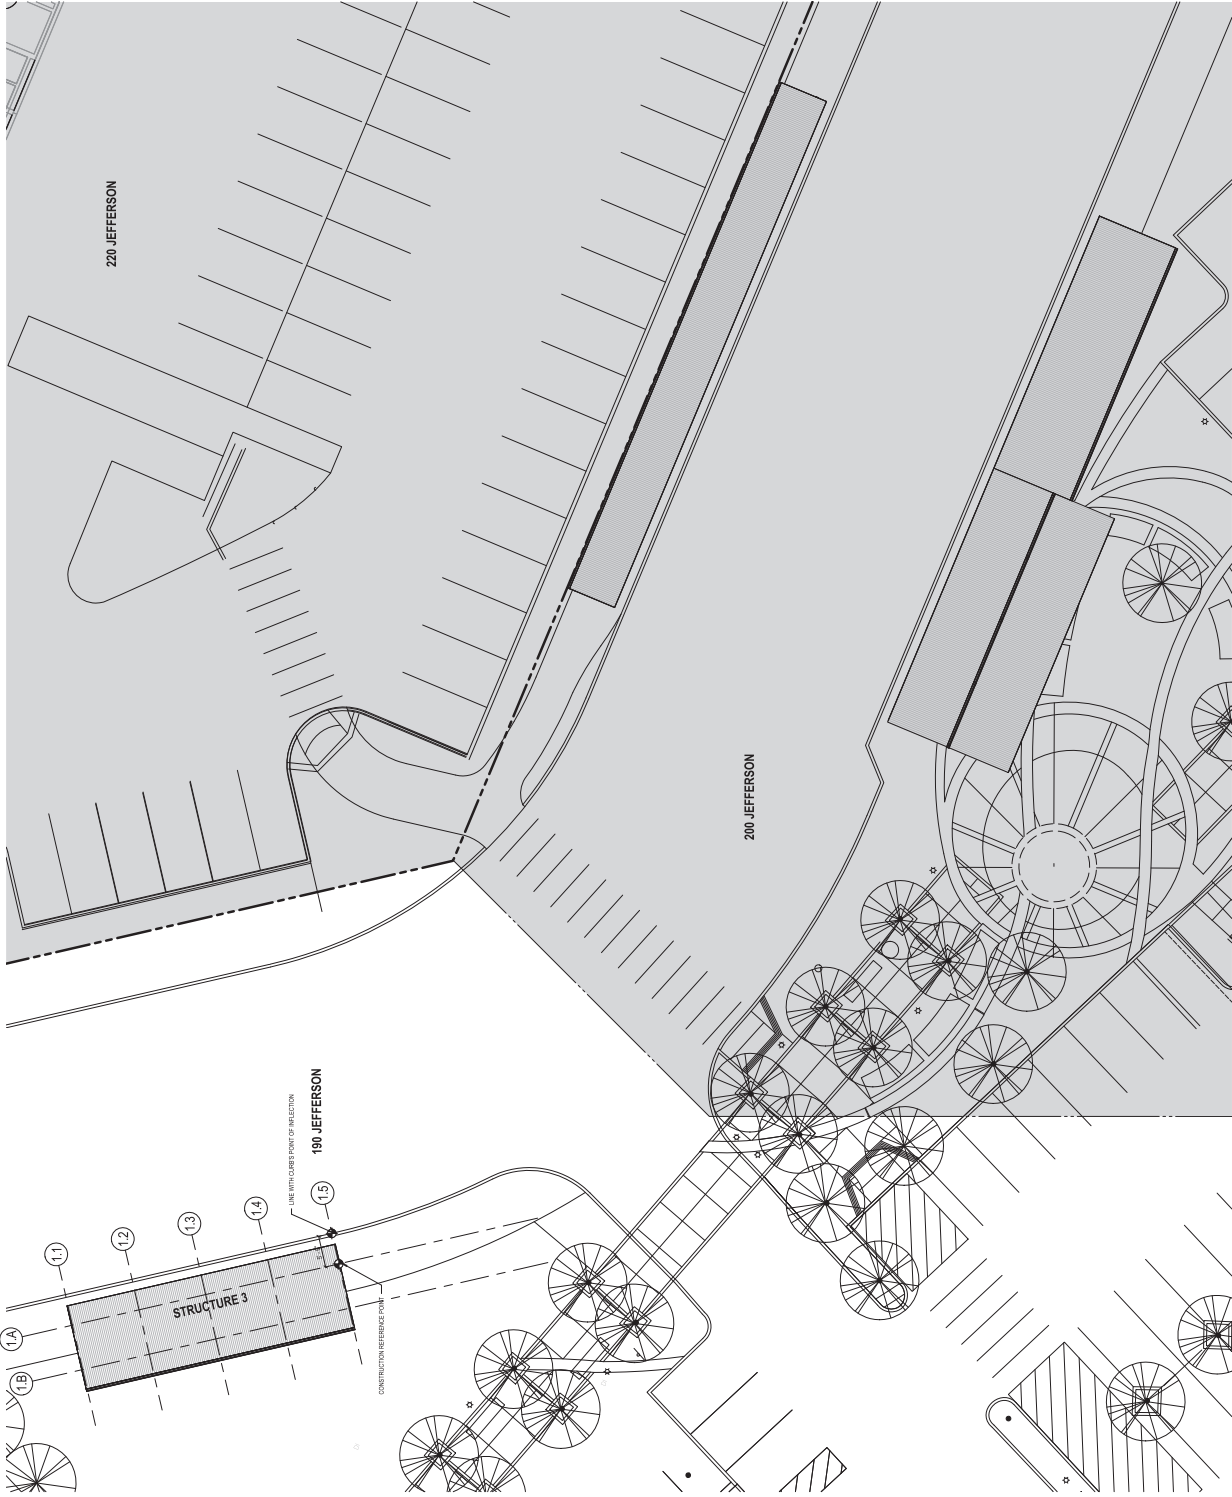 220 JEFFERSON
200 JEFFERSON
190 JEFFERSON
LINE WITH CURB'S POINT OF INFLECTION
1.1
1.2
1.3
1.4
1.5
1.A
1.B
STRUCTURE 3
CONSTRUCTION REFERENCE POINT